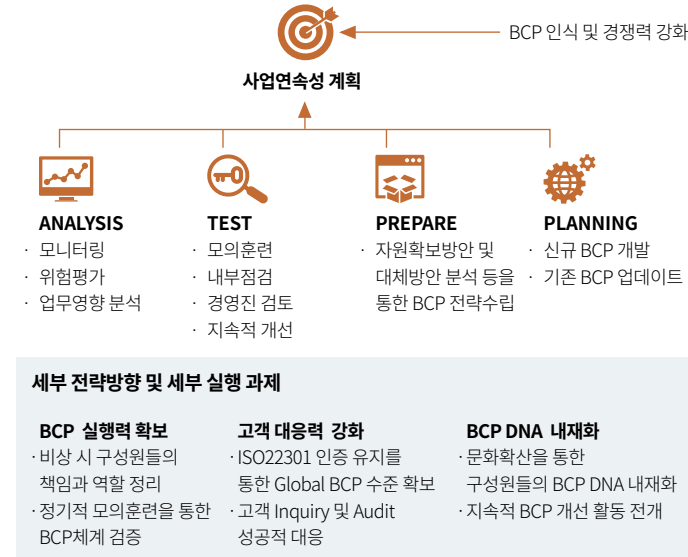 BCP 인식 및 경쟁력 강화
사업연속성 계획
ANALYSIS
· 모니터링
· 위험평가
· 업무영향 분석
TEST
· 모의훈련
· 내부점검
· 경영진 검토
· 지속적 개선
PREPARE
· 자원확보방안 및
대체방안 분석 등을
통한 BCP 전략수립
PLANNING
· 신규 BCP 개발
· 기존 BCP 업데이트
세부 전략방향 및 세부 실행 과제
BCP 실행력 확보
· 비상 시 구성원들의
책임과 역할 정리
· 정기적 모의훈련을 통한
BCP체계 검증
고객 대응력 강화
· ISO22301 인증 유지를
통한 Global BCP 수준 확보
· 고객 Inquiry 및 Audit
성공적 대응
BCP DNA 내재화
· 문화확산을 통한
구성원들의 BCP DNA 내재화
· 지속적 BCP 개선 활동 전개